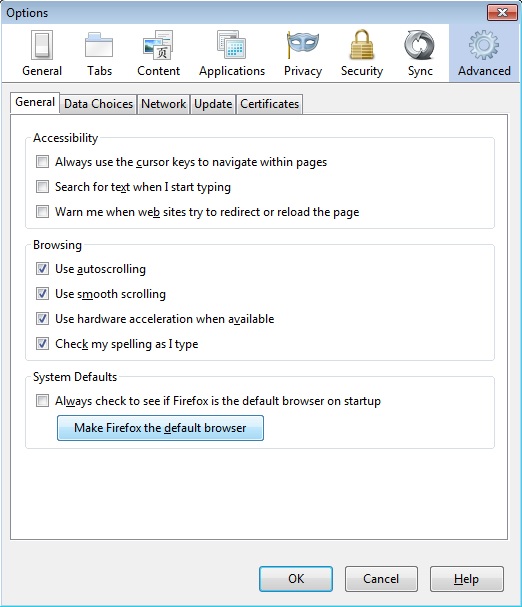 Options
General Tabs Content Applications Privacy Security Sync Advanced
General Data Choices Network Update Certificates
Accessibility
Always use the cursor keys to navigate within pages
Search for text when I start typing
Warn me when web sites try to redirect or reload the page
Browsing
Use autoscrolling
Use smooth scrolling
Use hardware acceleration when available
Check my spelling as I type
System Defaults
Always check to see if Firefox is the default browser on startup
Make Firefox the default browser
OK Cancel Help